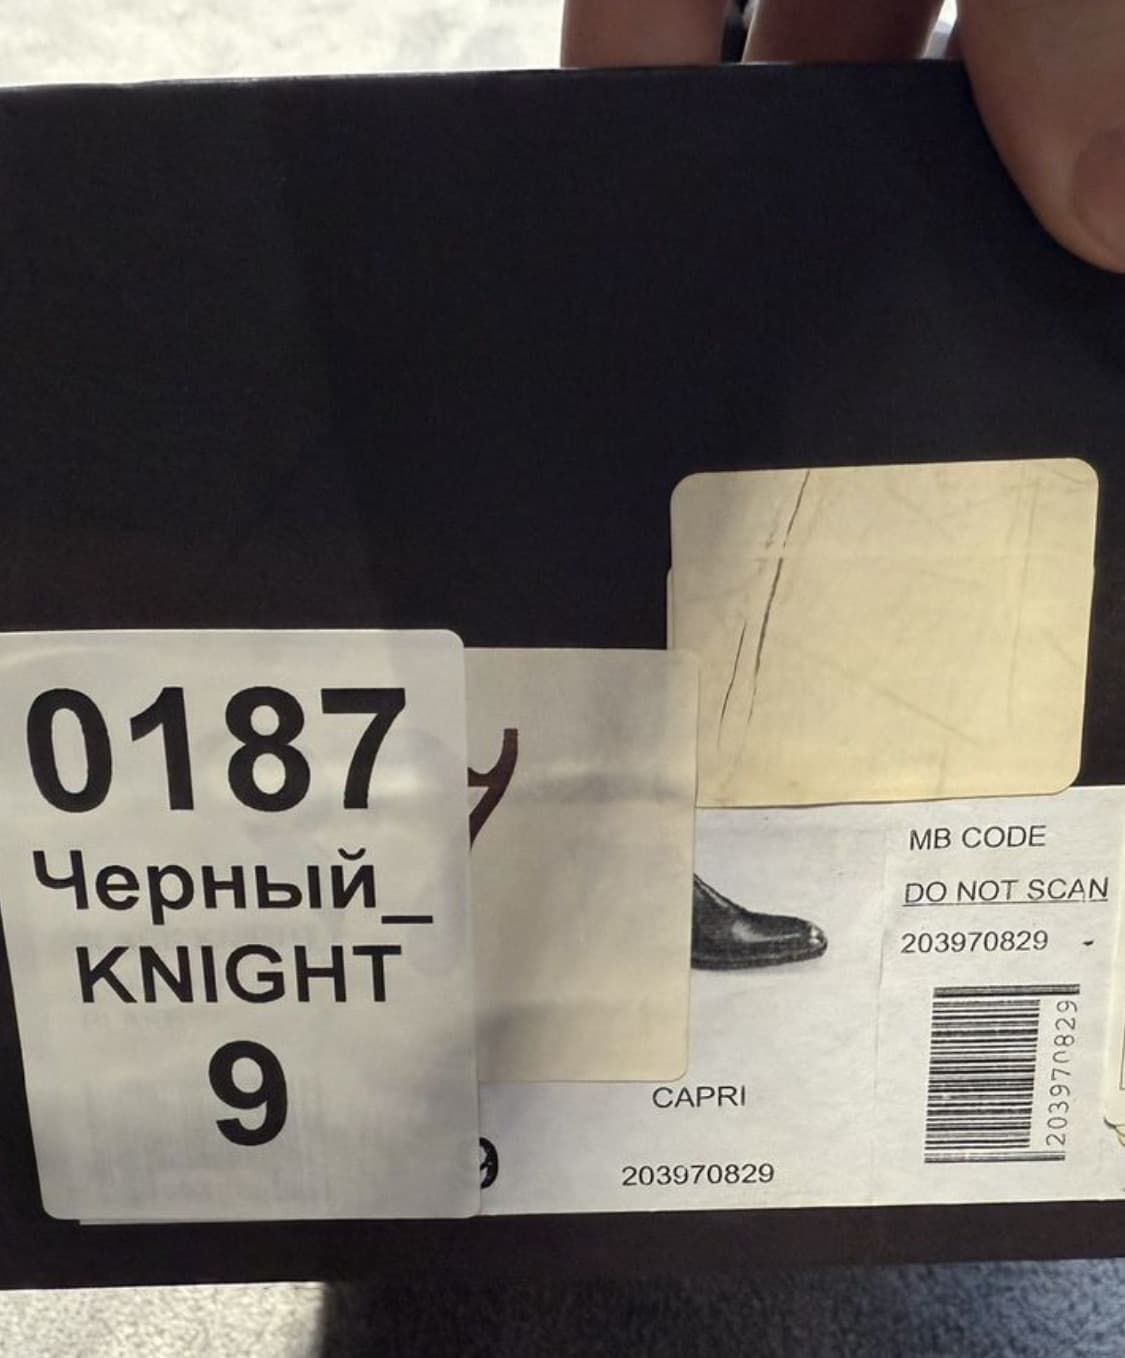 0187
Черный_
KNIGHT
9
MB CODE
DO NOT SCAN
203970829 -
203970829
CAPRI
203970829